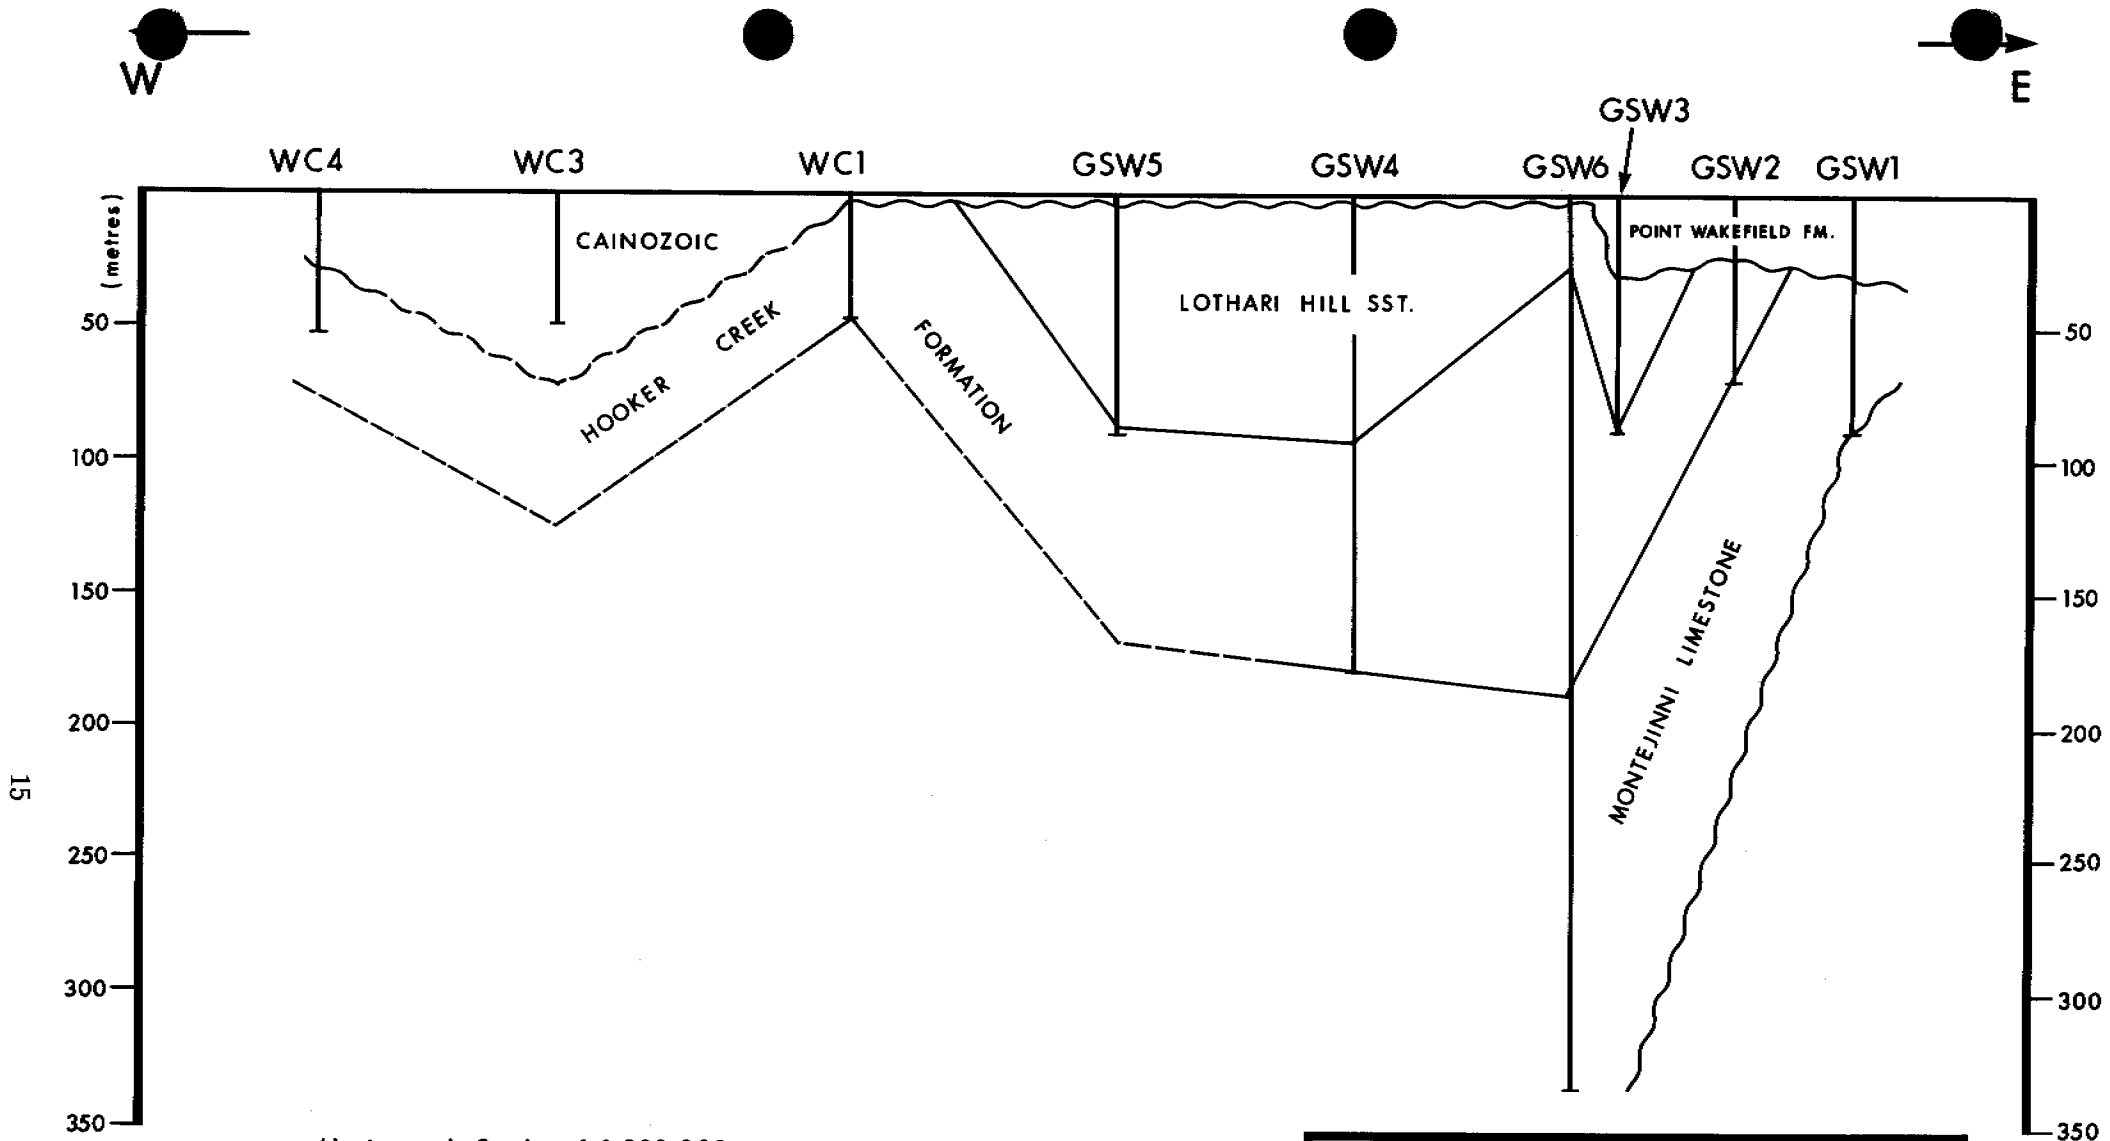 W
E
GSW3
WC4 WC3 WC1 GSW5 GSW4 GSW6 GSW2 GSW1
(metres)
CAINOZOIC
POINT WAKEFIELD FM.
LOTHARI HILL SST.
HOOKER CREEK FORMATION
MONTEJINNI LIMESTONE
50
100
150
200
250
300
350
50
100
150
200
250
300
350
15